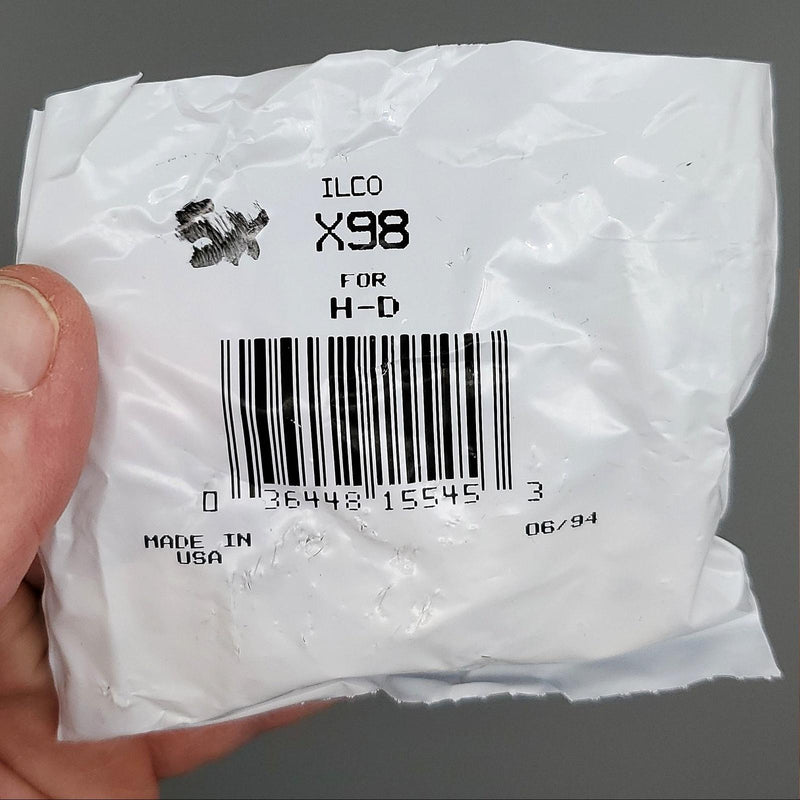 ILCO
X98
FOR
H-D
0 36448 15545 3
MADE IN
USA
06/94